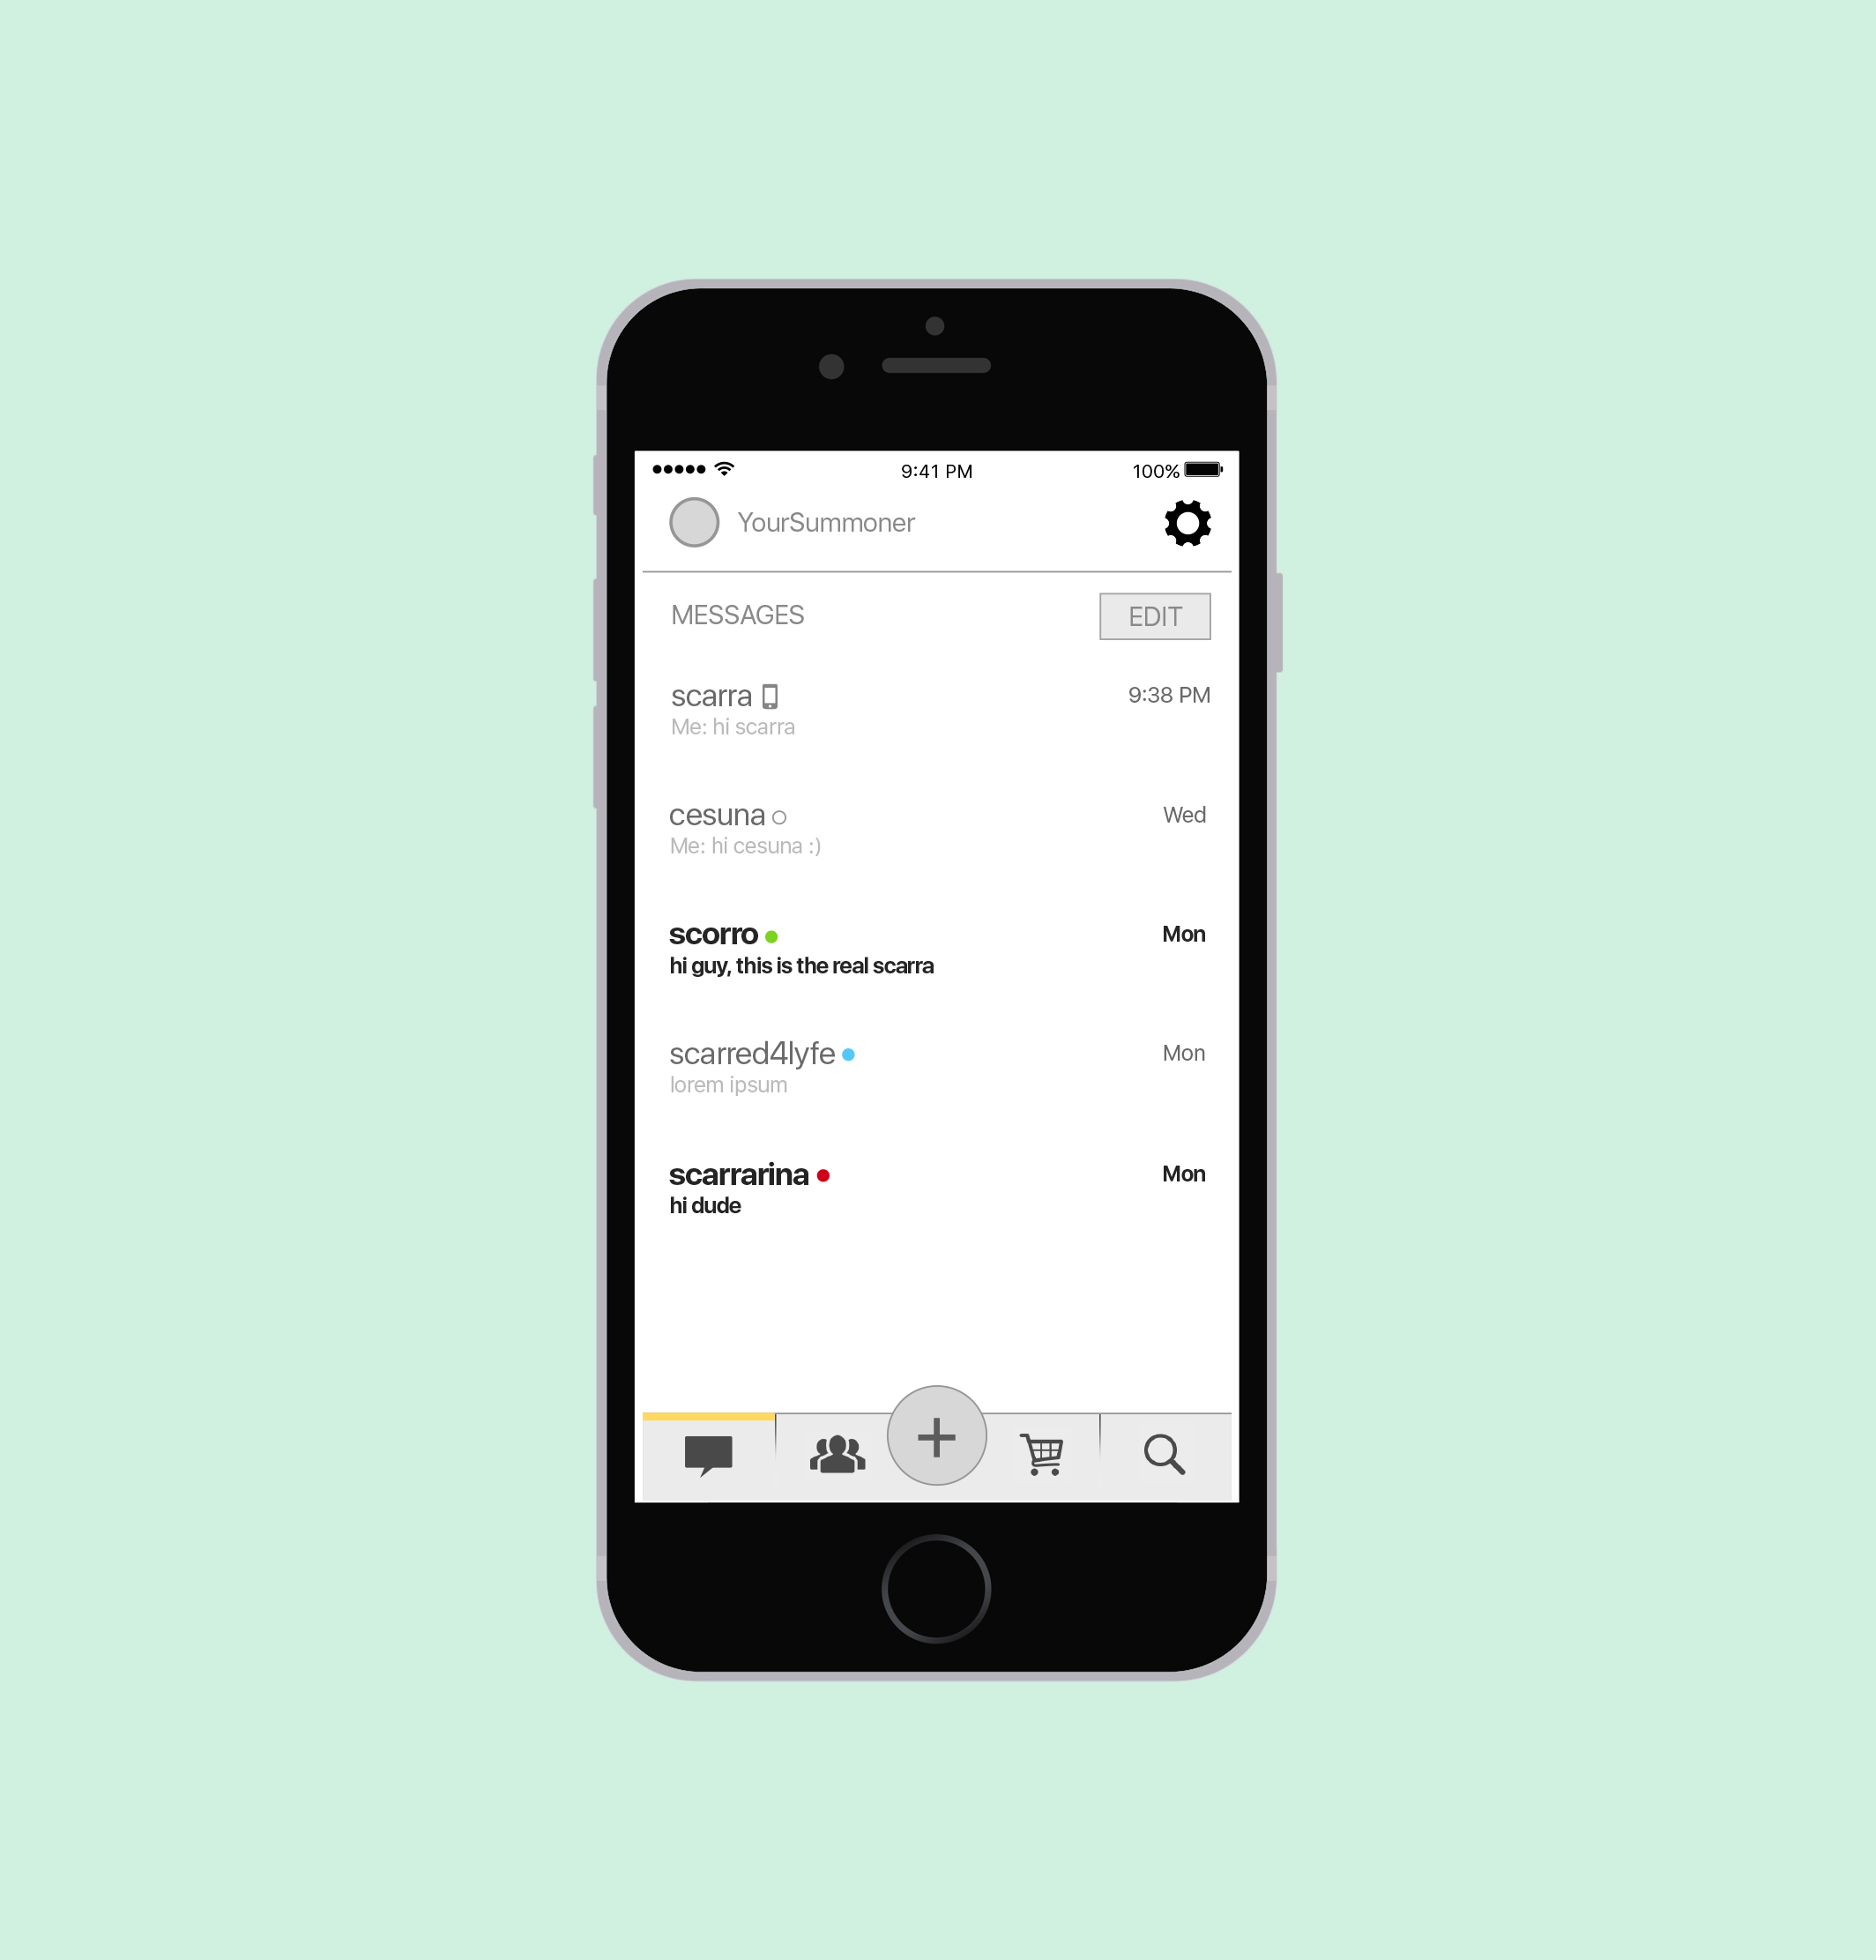 9:41 PM 100%
YourSummoner
MESSAGES EDIT
scarra 9:38 PM
Me: hi scarra
cesuna Wed
Me: hi cesuna :)
scorro Mon
hi guy, this is the real scarra
scarred4lyfe Mon
lorem ipsum
scarrarina Mon
hi dude